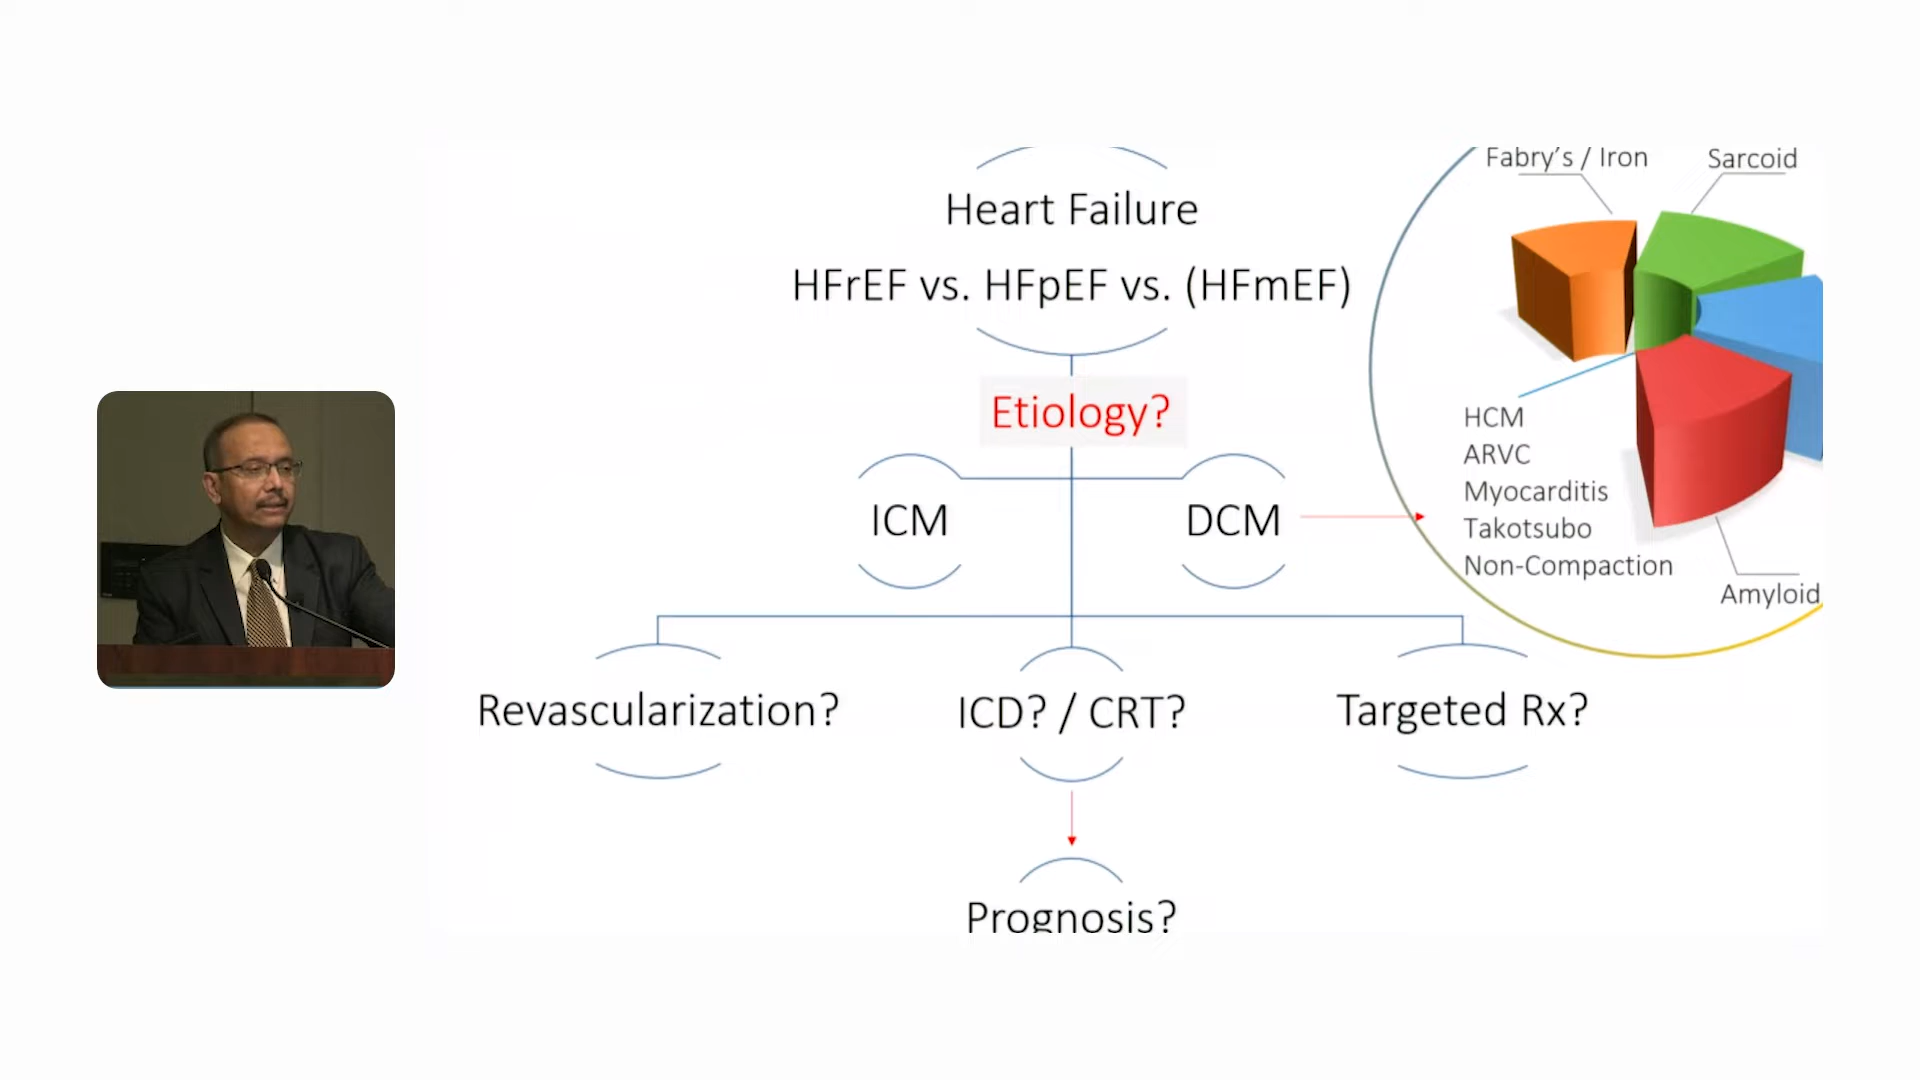 Heart Failure
HFrEF vs. HFpEF vs. (HFmEF)
Etiology?
ICM
DCM
Revascularization?
ICD? / CRT?
Targeted Rx?
Prognosis?
Fabry's / Iron
Sarcoid
HCM
ARVC
Myocarditis
Takotsubo
Non-Compaction
Amyloid